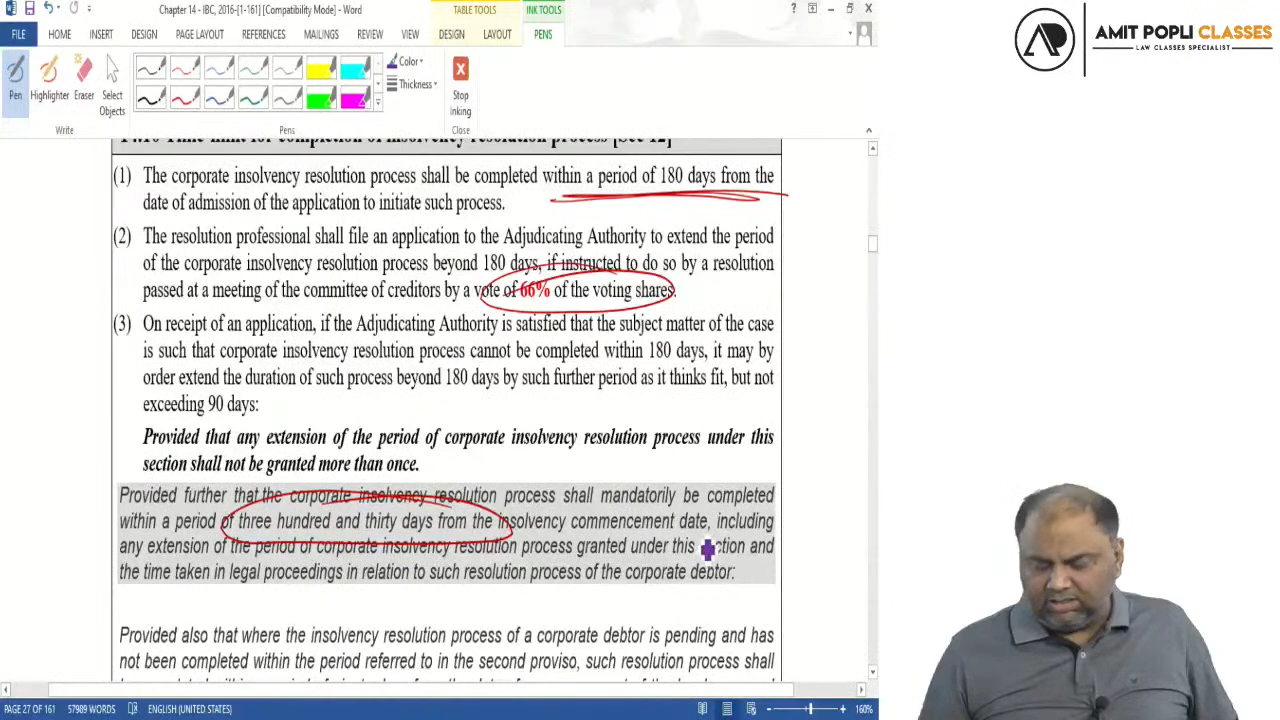 Chapter 14 - IBC, 2016-[1-161] [Compatibility Mode] - Word
TABLE TOOLS
INK TOOLS
FILE HOME INSERT DESIGN PAGE LAYOUT REFERENCES MAILINGS REVIEW VIEW DESIGN LAYOUT PENS
Pen Highlighter Eraser Select Objects
Color
Thickness
Stop Inking
Write Pens Close
AMIT POPLI CLASSES
LAW CLASSES SPECIALIST
14.10 Time limit for completion of insolvency resolution process [Sec 12]
(1) The corporate insolvency resolution process shall be completed within a period of 180 days from the
date of admission of the application to initiate such process.
(2) The resolution professional shall file an application to the Adjudicating Authority to extend the period
of the corporate insolvency resolution process beyond 180 days, if instructed to do so by a resolution
passed at a meeting of the committee of creditors by a vote of 66% of the voting shares.
(3) On receipt of an application, if the Adjudicating Authority is satisfied that the subject matter of the case
is such that corporate insolvency resolution process cannot be completed within 180 days, it may by
order extend the duration of such process beyond 180 days by such further period as it thinks fit, but not
exceeding 90 days:
Provided that any extension of the period of corporate insolvency resolution process under this
section shall not be granted more than once.
Provided further that the corporate insolvency resolution process shall mandatorily be completed
within a period of three hundred and thirty days from the insolvency commencement date, including
any extension of the period of corporate insolvency resolution process granted under this section and
the time taken in legal proceedings in relation to such resolution process of the corporate debtor:
Provided also that where the insolvency resolution process of a corporate debtor is pending and has
not been completed within the period referred to in the second proviso, such resolution process shall
PAGE 27 OF 161 57989 WORDS ENGLISH (UNITED STATES) 160%